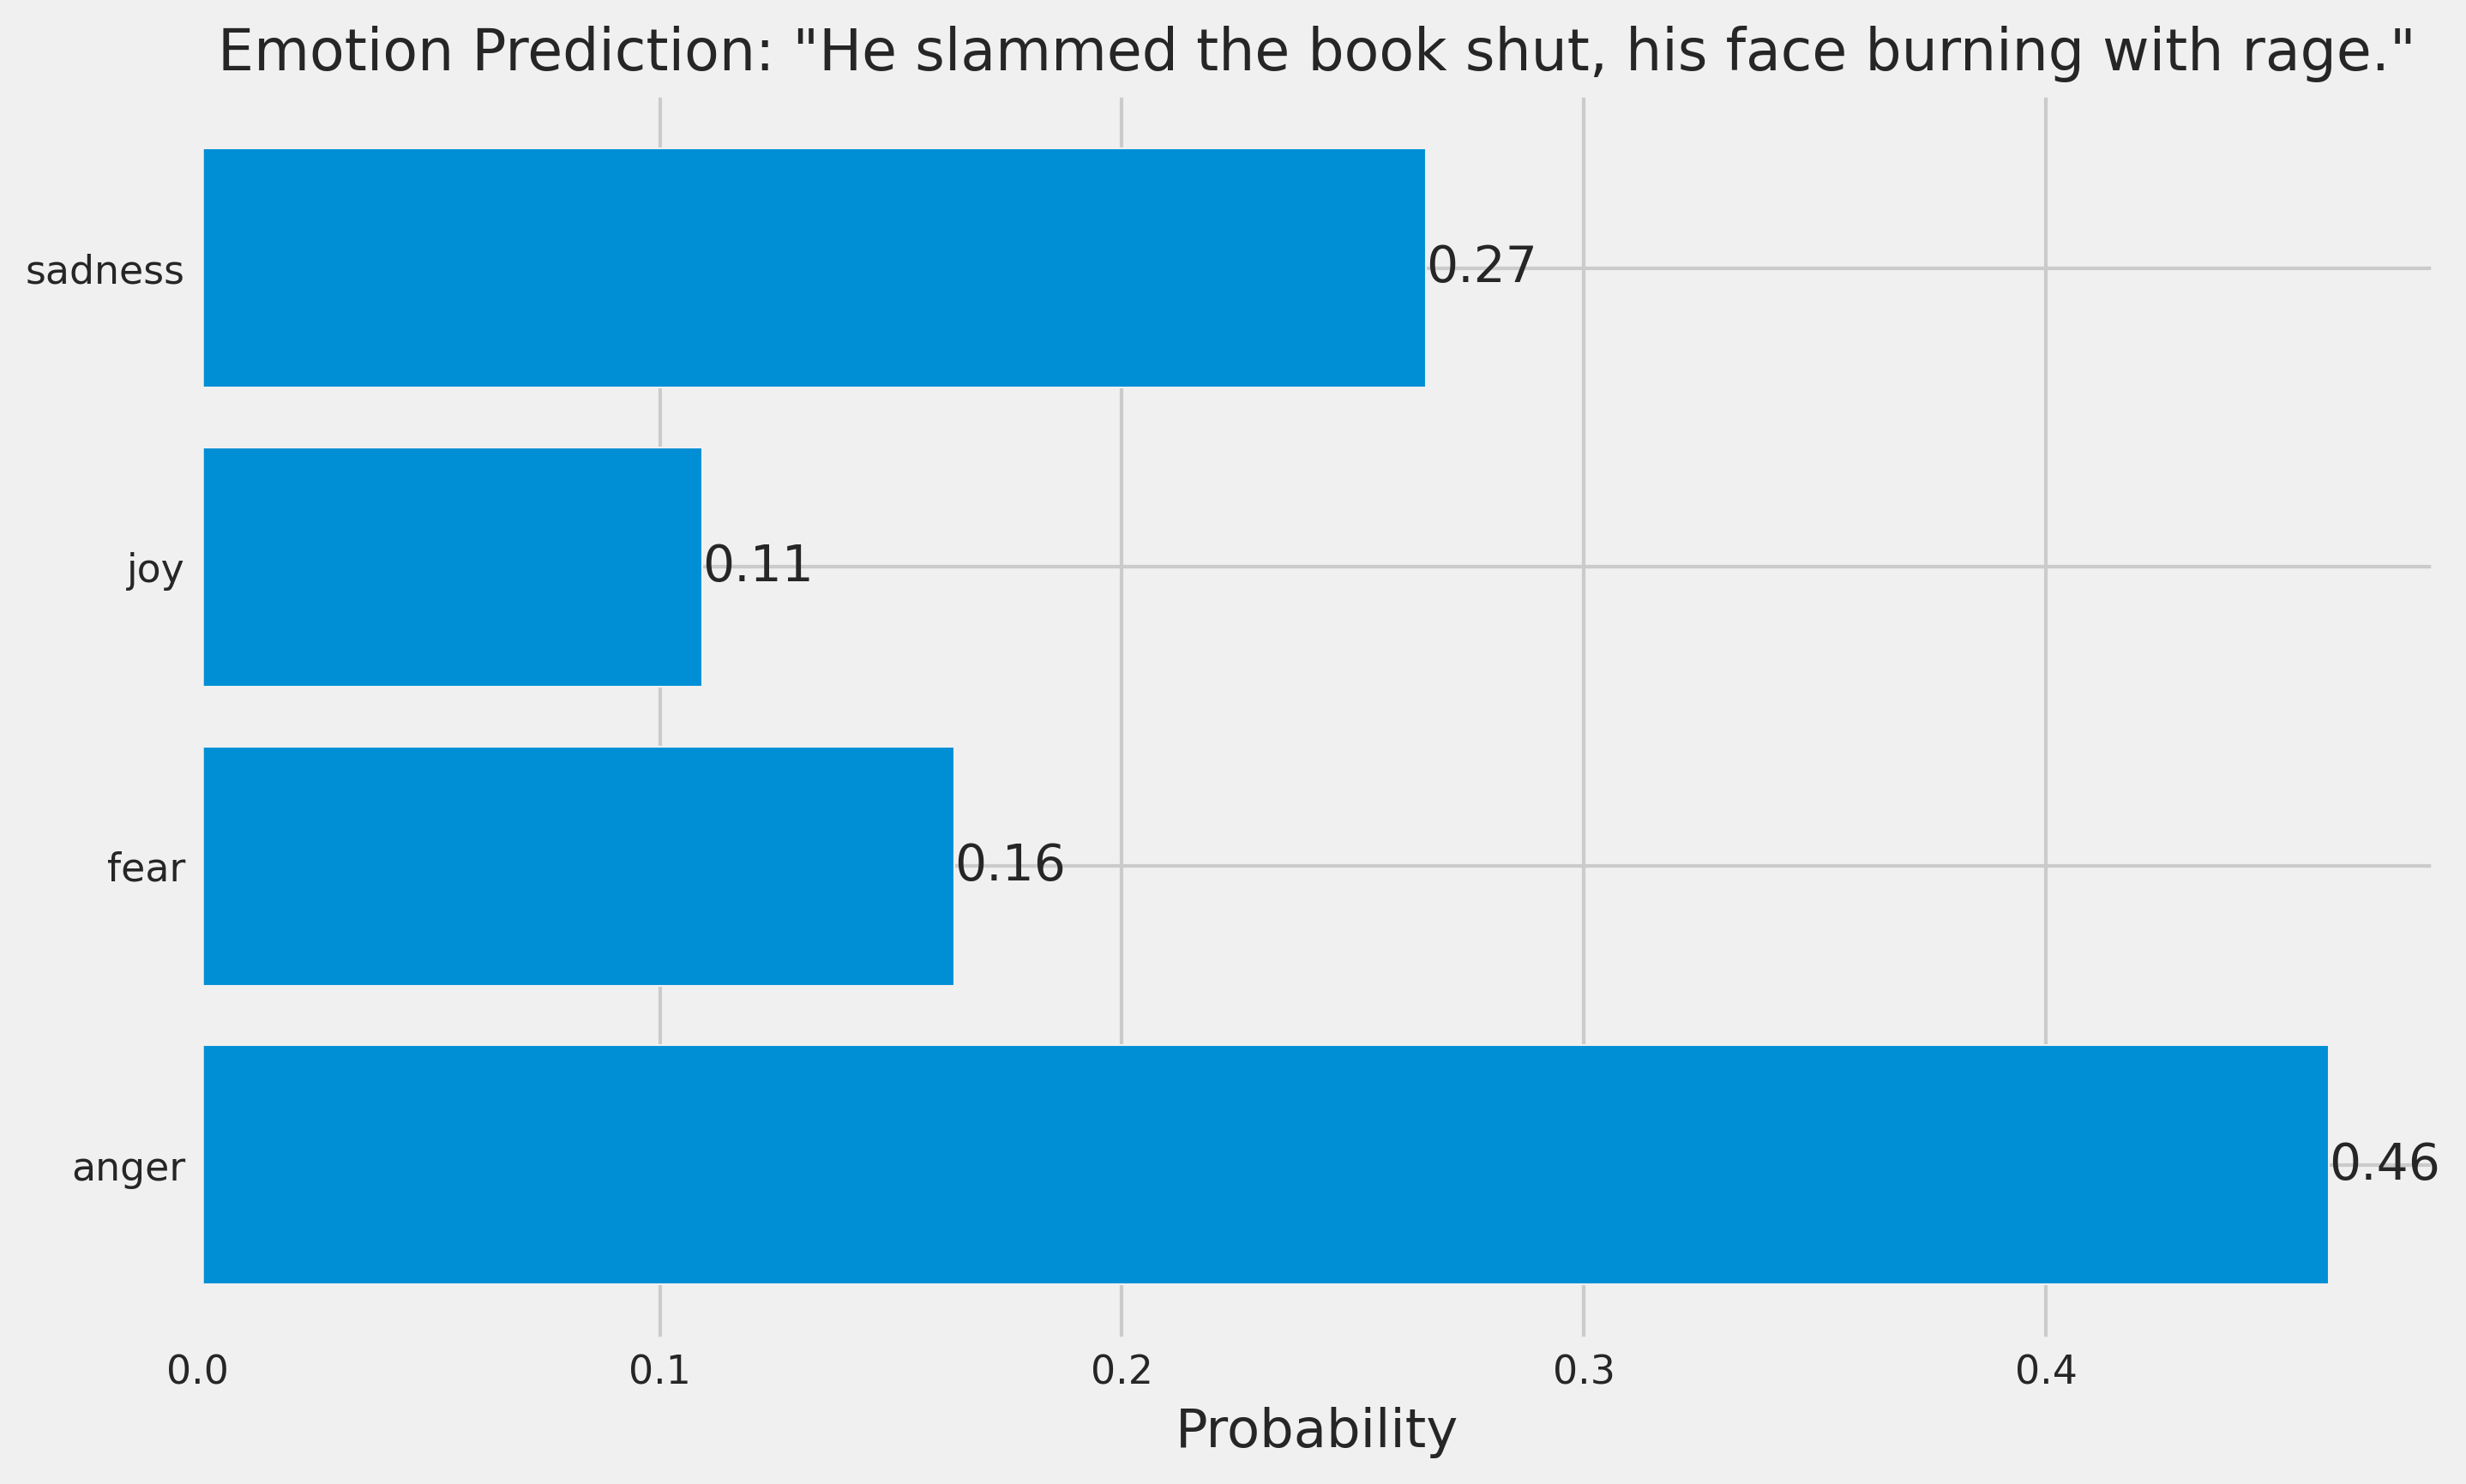 Emotion Prediction: "He slammed the book shut, his face burning with rage."
sadness
0.27
joy
0.11
fear
0.16
anger
0.46
0.0
0.1
0.2
0.3
0.4
Probability